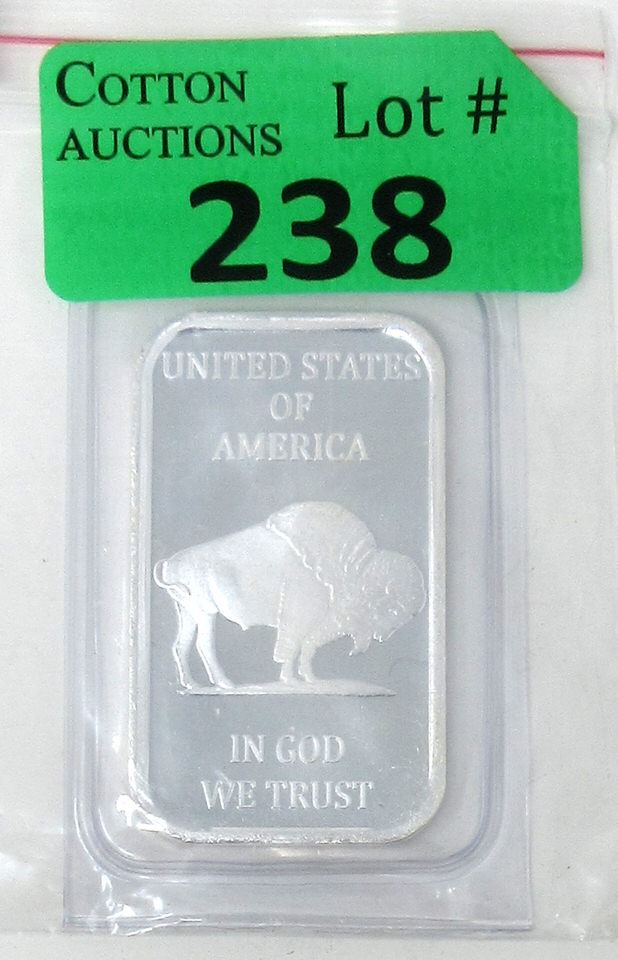 COTTON
AUCTIONS
Lot #
238
UNITED STATES
OF
AMERICA
IN GOD
WE TRUST